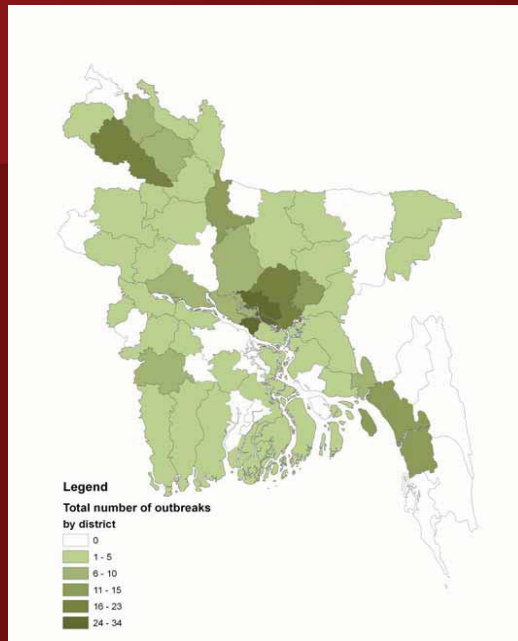 Legend
Total number of outbreaks
by district
0
1 - 5
6 - 10
11 - 15
16 - 23
24 - 34